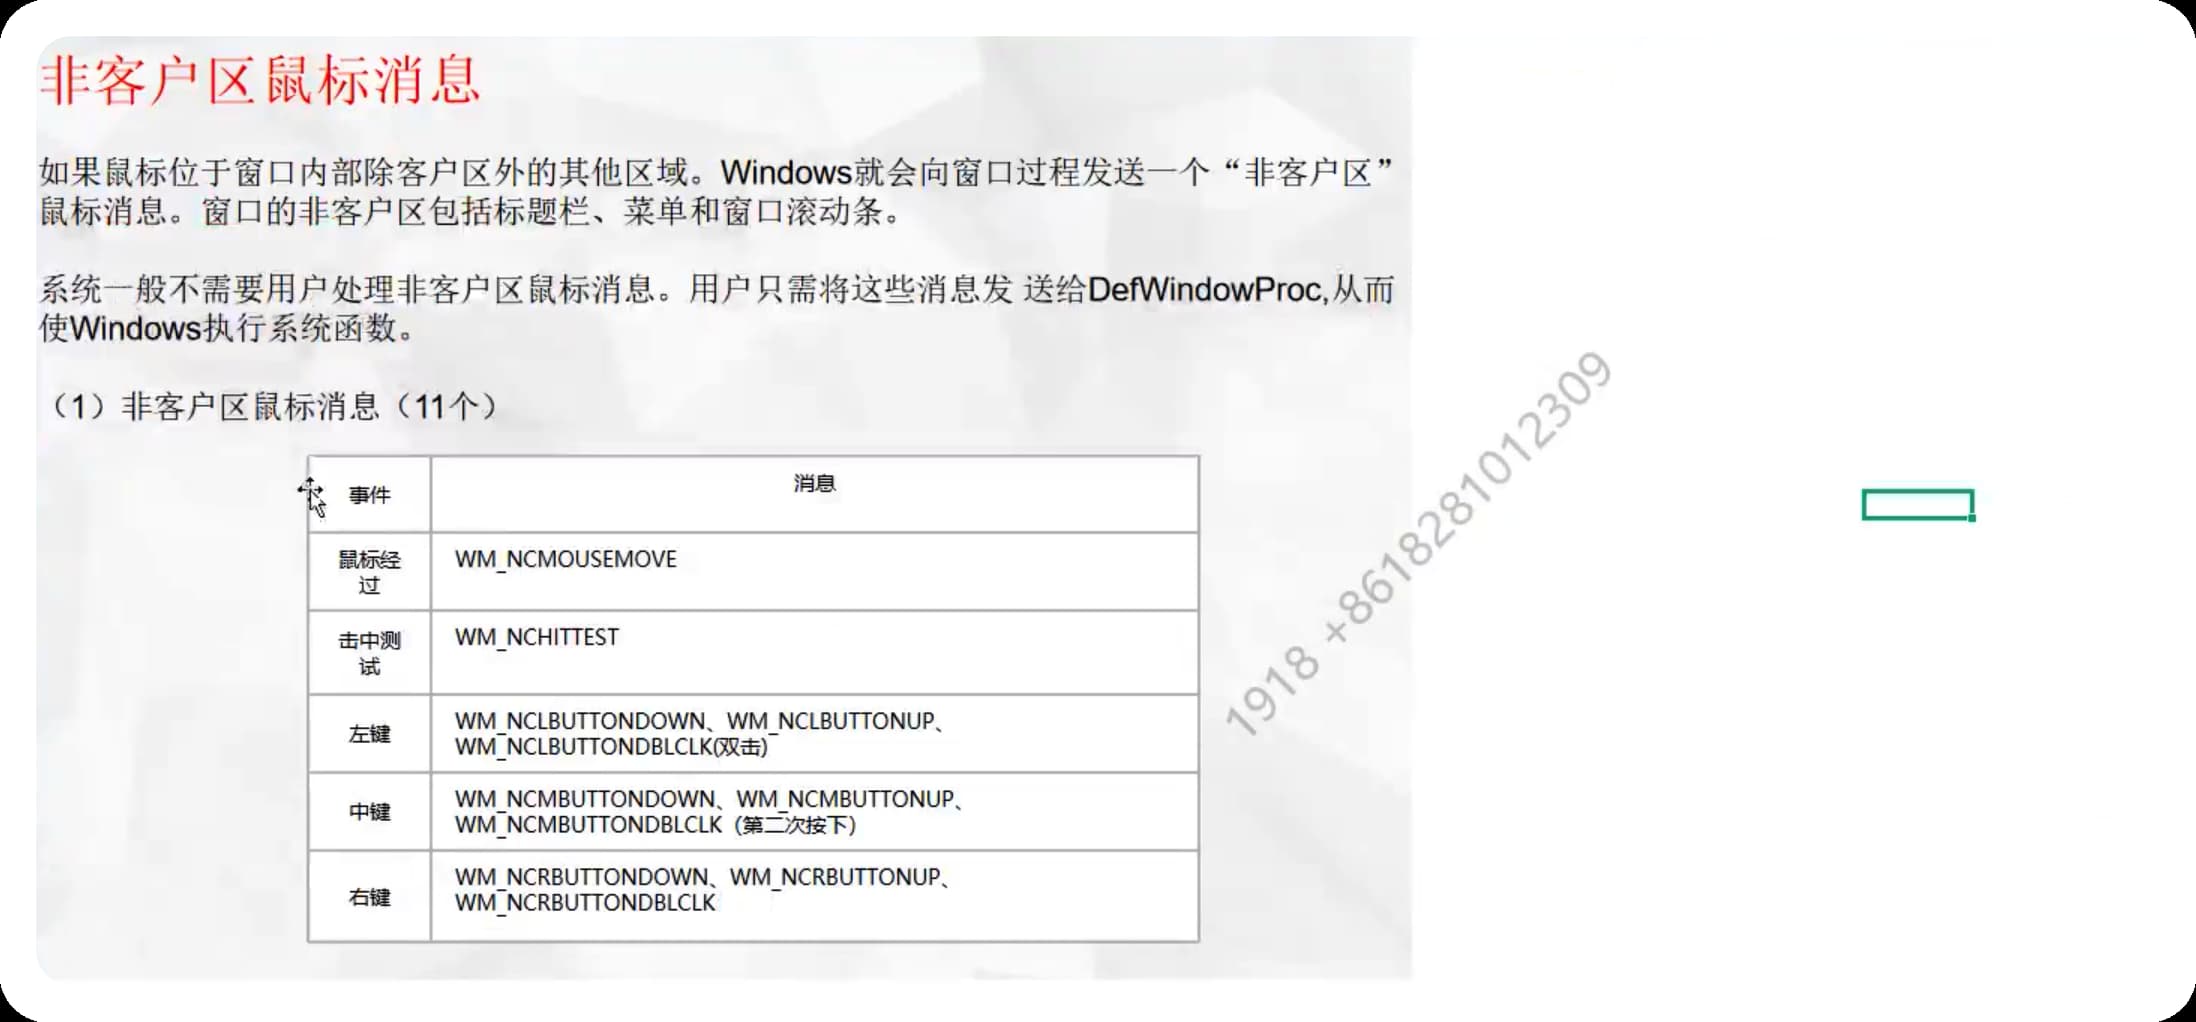 非客户区鼠标消息
如果鼠标位于窗口内部除客户区外的其他区域。Windows就会向窗口过程发送一个“非客户区”
鼠标消息。窗口的非客户区包括标题栏、菜单和窗口滚动条。
系统一般不需要用户处理非客户区鼠标消息。用户只需将这些消息发 送给DefWindowProc,从而
使Windows执行系统函数。
（1）非客户区鼠标消息（11个）
事件
消息
鼠标经
过
WM_NCMOUSEMOVE
击中测
试
WM_NCHITTEST
左键
WM_NCLBUTTONDOWN、WM_NCLBUTTONUP、
WM_NCLBUTTONDBLCLK(双击)
中键
WM_NCMBUTTONDOWN、WM_NCMBUTTONUP、
WM_NCMBUTTONDBLCLK（第二次按下）
右键
WM_NCRBUTTONDOWN、WM_NCRBUTTONUP、
WM_NCRBUTTONDBLCLK
1918 +8618281012309